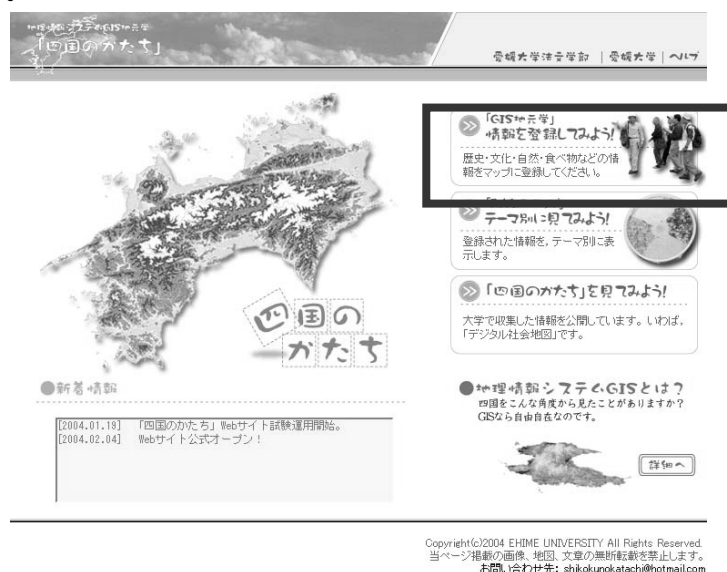 地理情報システムGIS地元学
「四国のかたち」
愛媛大学法文学部 | 愛媛大学 | ヘルプ
「GIS地元学」
情報を登録してみよう!
歴史・文化・自然・食べ物などの情
報をマップに登録してください。
テーマ別に見てみよう!
登録された情報を、テーマ別に表
示します。
「四国のかたち」を見てみよう!
大学で収集した情報を公開しています。いわば、
「デジタル社会地図」です。
四国の
かたち
●新着情報
[2004.01.19] 「四国のかたち」Webサイト試験運用開始。
[2004.02.04] Webサイト公式オープン!
●地理情報システムGISとは?
四国をこんな角度から見たことがありますか?
GISなら自由自在なのです。
詳細へ
Copyright(c)2004 EHIME UNIVERSITY All Rights Reserved.
当ページ掲載の画像、地図、文章の無断転載を禁止します。
お問い合わせ先: shikokunokatachi@hotmail.com